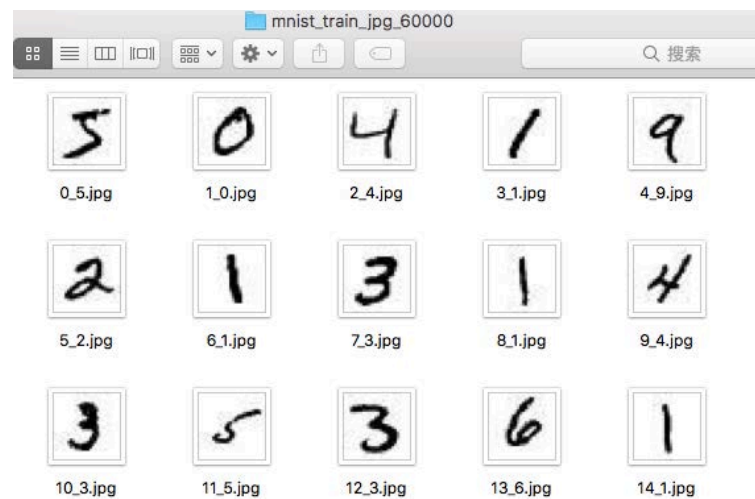 mnist_train_jpg_60000
搜索
5 0 4 1 9
0_5.jpg 1_0.jpg 2_4.jpg 3_1.jpg 4_9.jpg
2 1 3 1 4
5_2.jpg 6_1.jpg 7_3.jpg 8_1.jpg 9_4.jpg
3 5 3 6 1
10_3.jpg 11_5.jpg 12_3.jpg 13_6.jpg 14_1.jpg